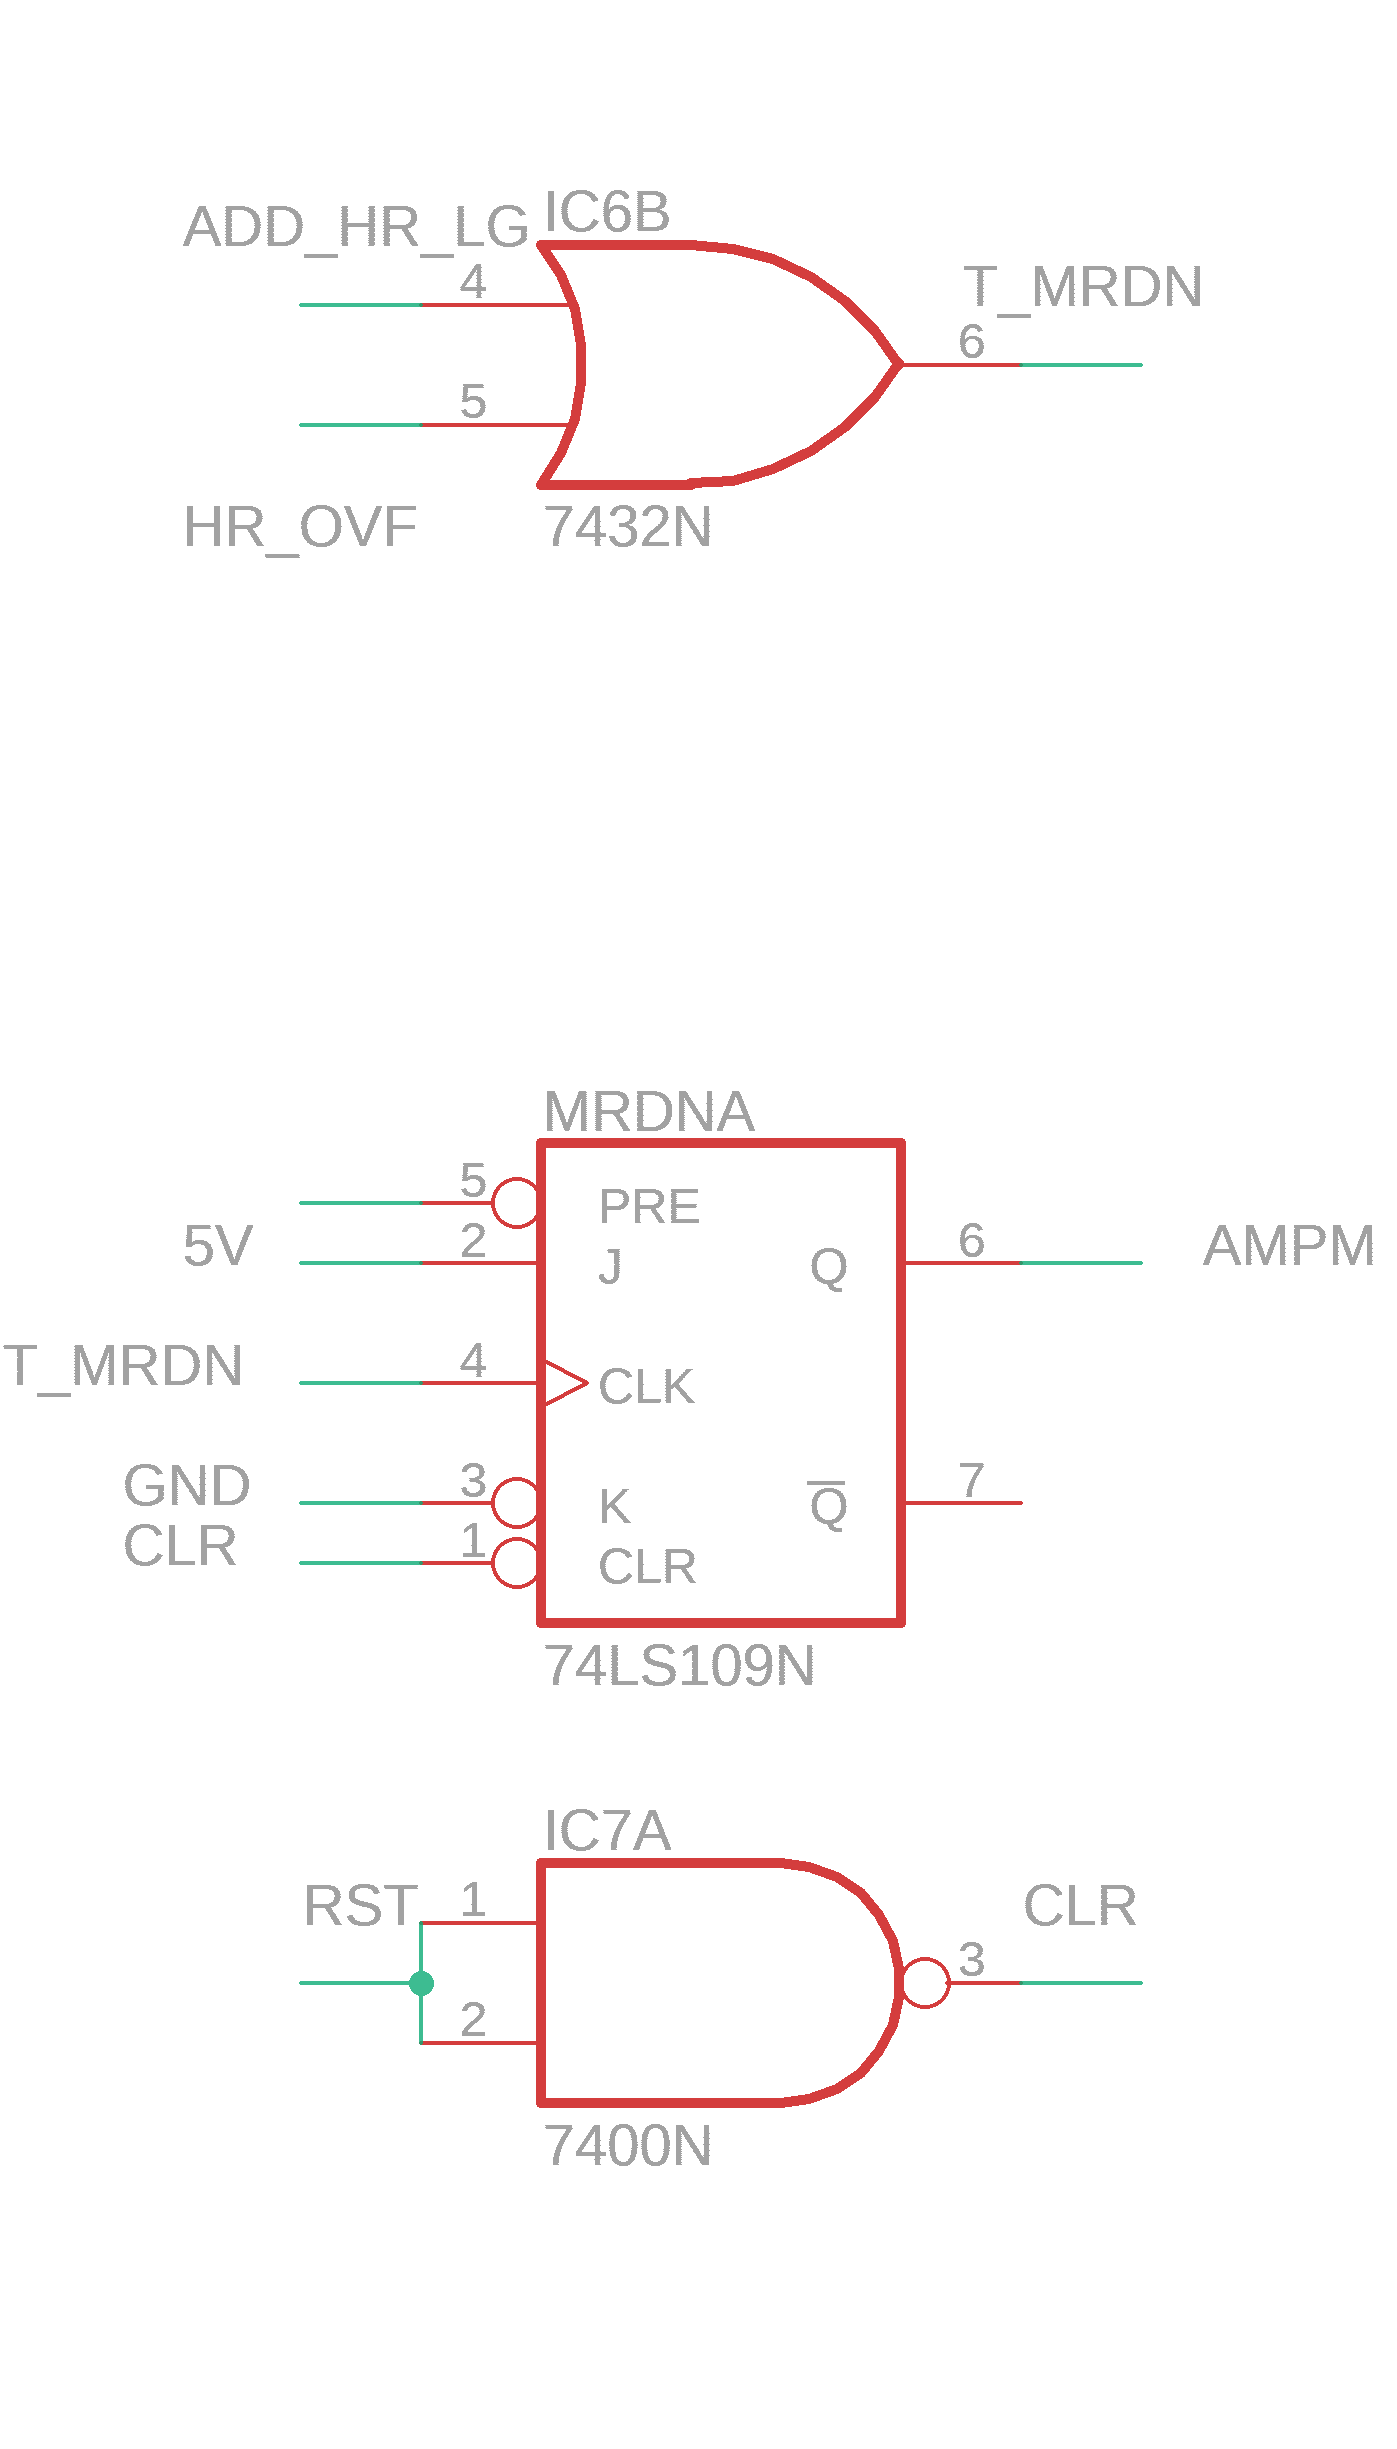 IC6B
ADD_HR_LG
4
T_MRDN
6
5
HR_OVF
7432N
MRDNA
5
PRE
5V
2
J
Q
6
AMPM
T_MRDN
4
CLK
GND
3
K
Q
7
CLR
1
CLR
74LS109N
IC7A
RST
1
CLR
3
2
7400N